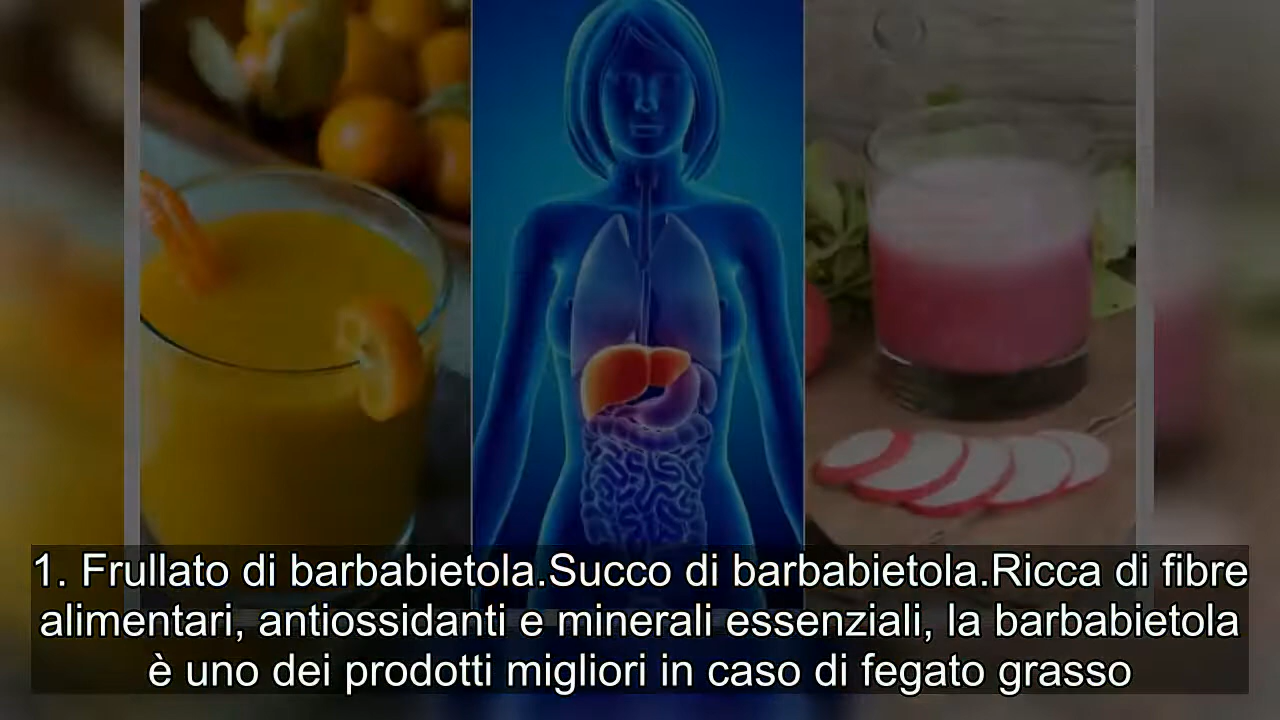 1. Frullato di barbabietola.Succo di barbabietola.Ricca di fibre
alimentari, antiossidanti e minerali essenziali, la barbabietola
è uno dei prodotti migliori in caso di fegato grasso